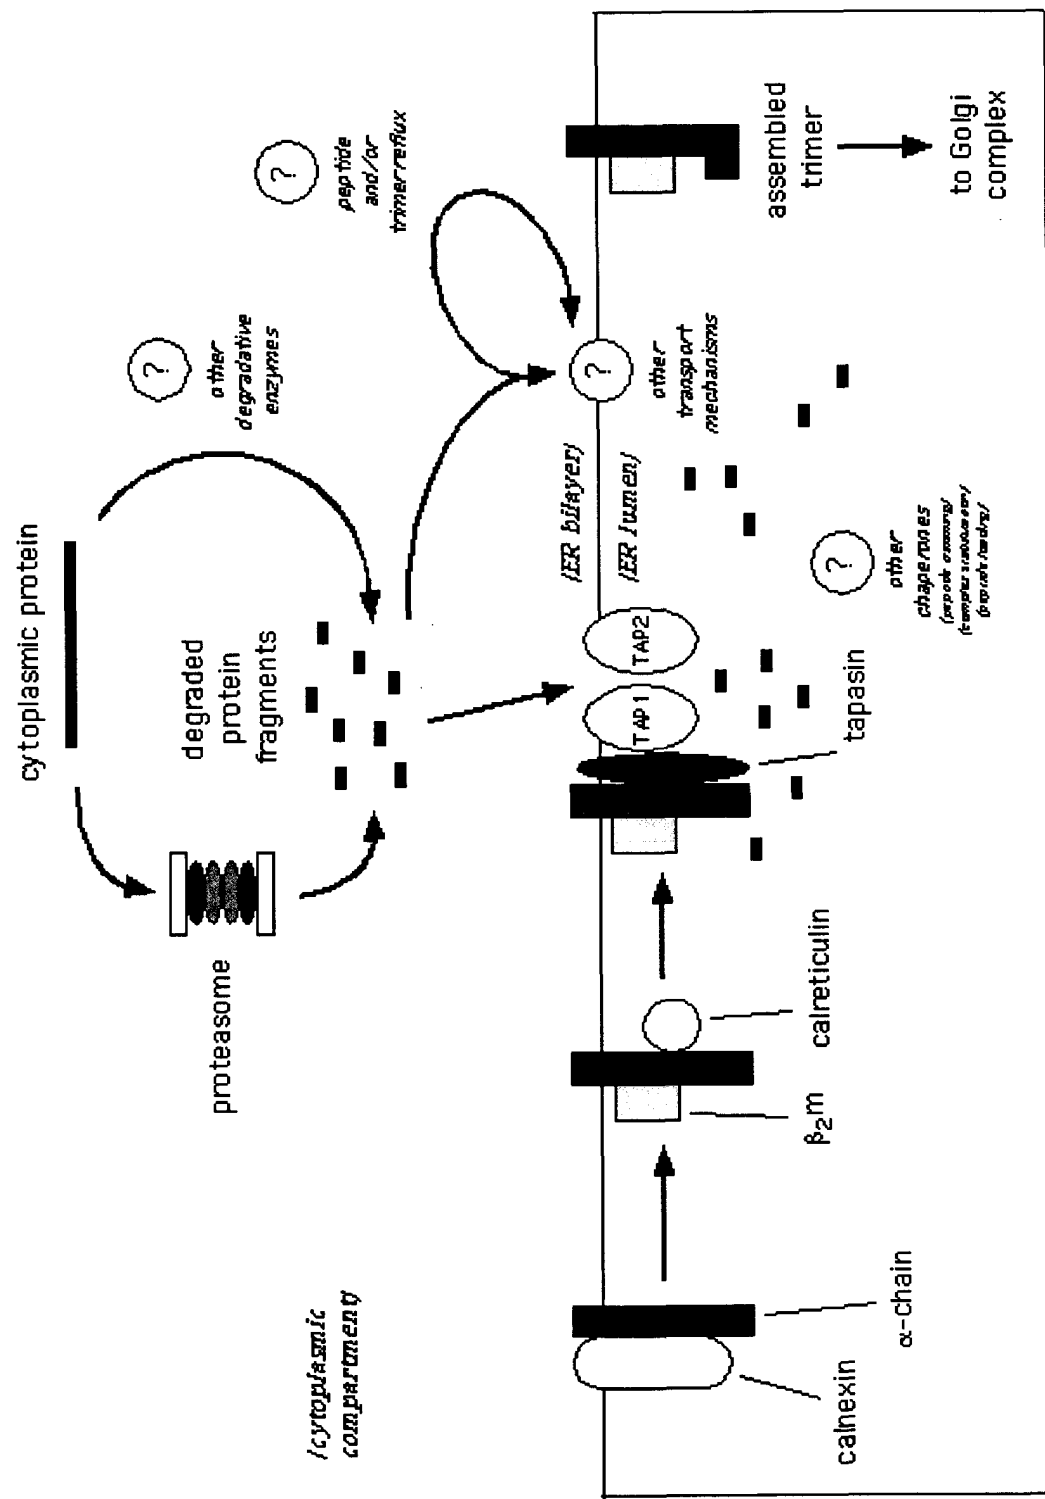 cytoplasmic protein
proteasome
degraded
protein
fragments
?
other
degradative
enzymes
?
peptide
and/or
trimer reflux
[cytoplasmic
compartment]
[ER bilayer]
[ER lumen]
TAP1
TAP2
?
other
transport
mechanisms
calnexin
α-chain
β2m
calreticulin
tapasin
?
other
chaperones
assembled
trimer
to Golgi
complex